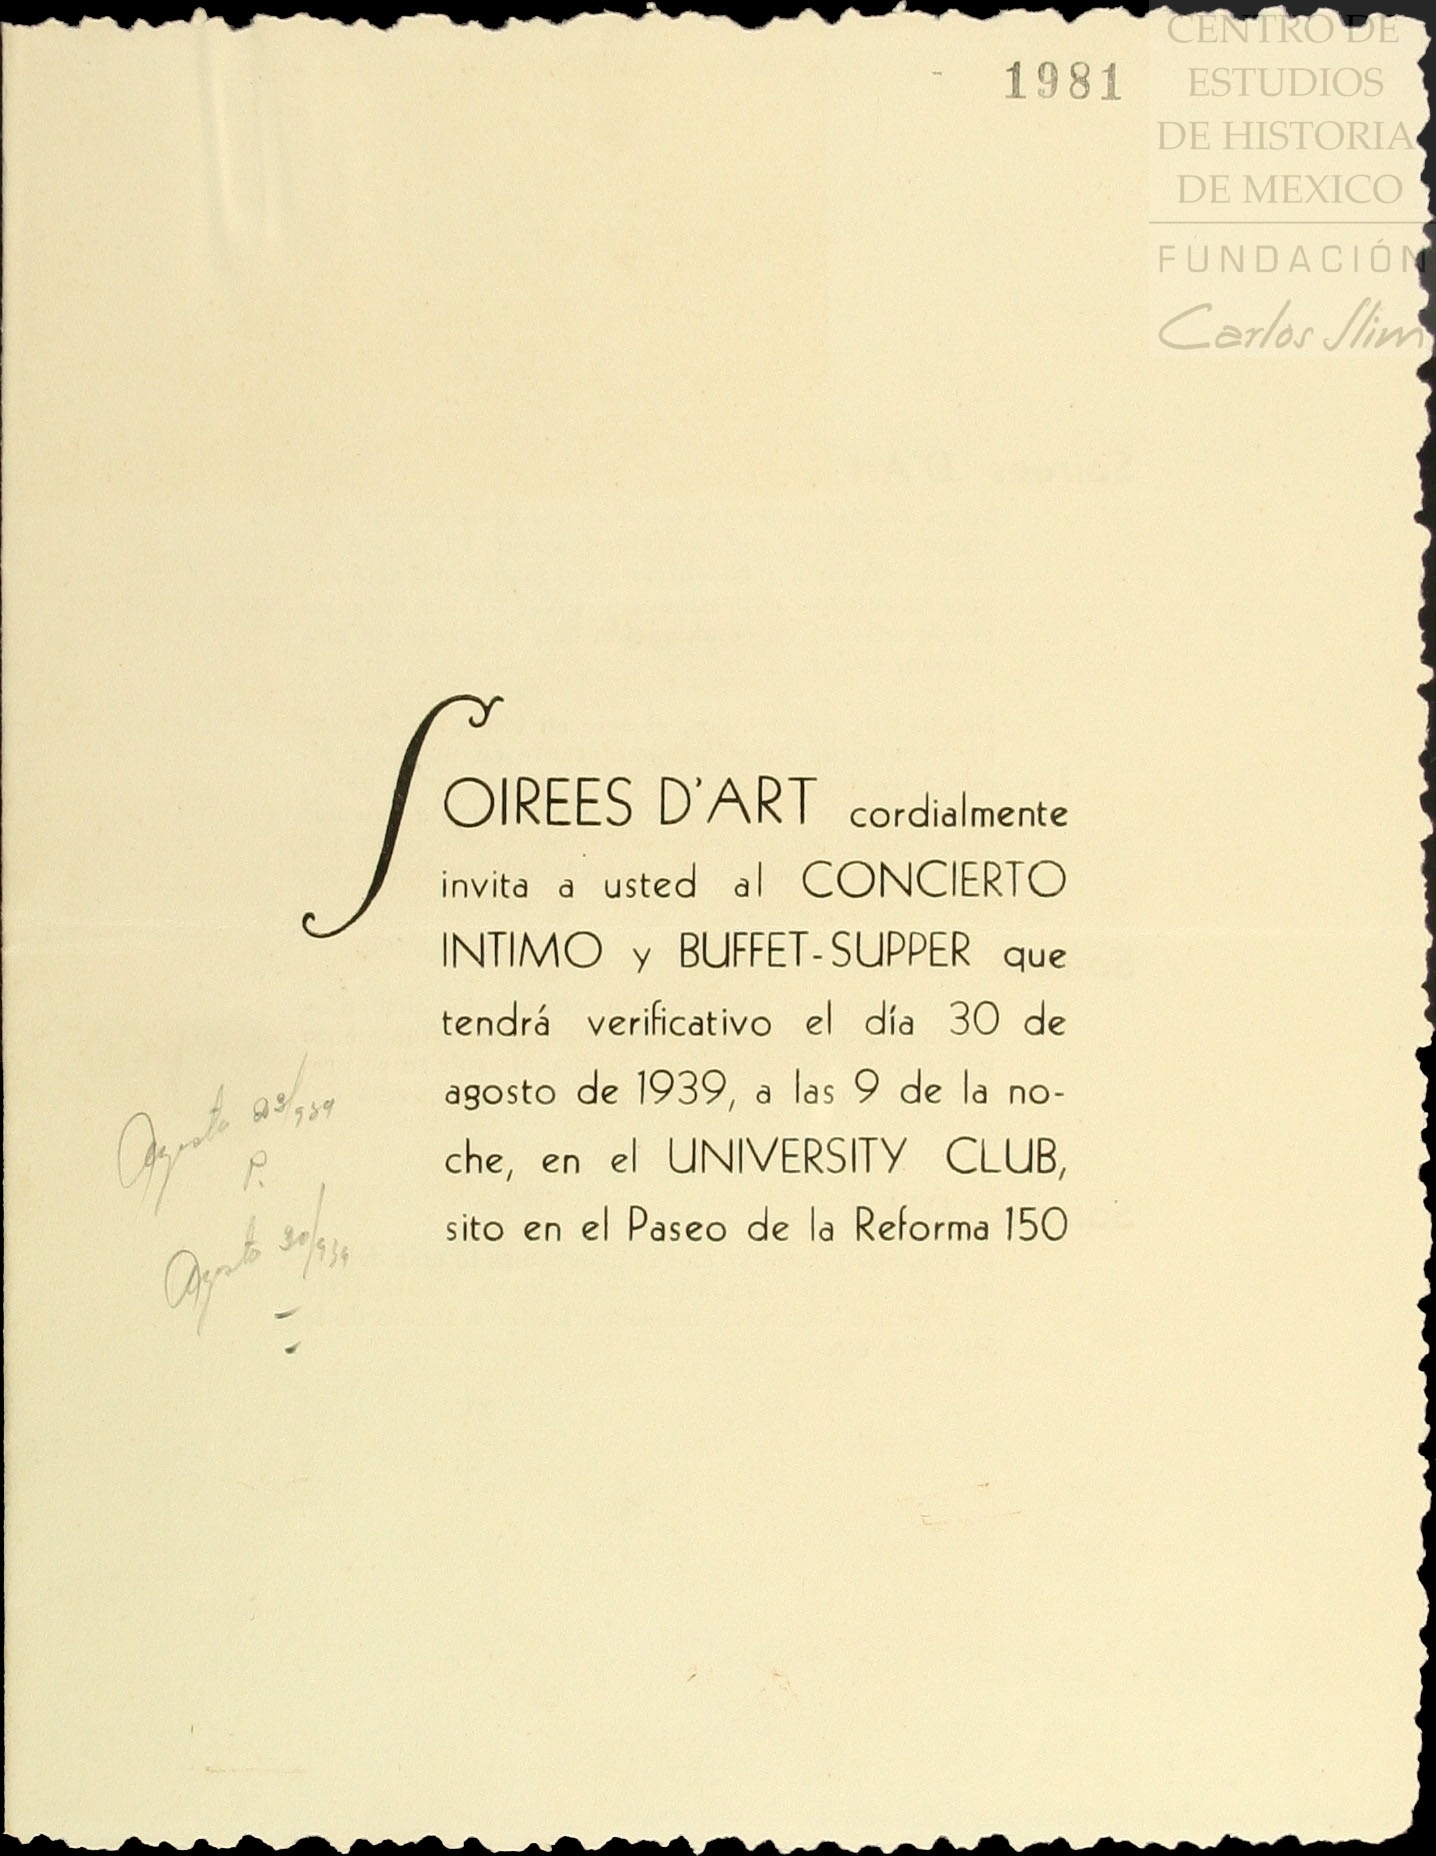 1981
CENTRO DE
ESTUDIOS
DE HISTORIA
DE MEXICO
FUNDACIÓN
Carlos Slim
SOIREES D'ART cordialmente
invita a usted al CONCIERTO
INTIMO y BUFFET-SUPPER que
tendrá verificativo el día 30 de
agosto de 1939, a las 9 de la no-
che, en el UNIVERSITY CLUB,
sito en el Paseo de la Reforma 150
Agosto 23/939
P.
Agosto 30/939